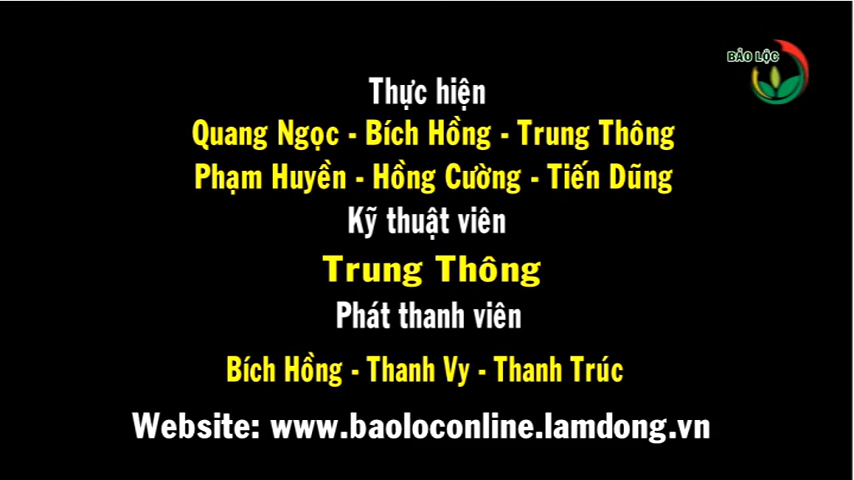 BẢO LỘC
Thực hiện
Quang Ngọc - Bích Hồng - Trung Thông
Phạm Huyền - Hồng Cường - Tiến Dũng
Kỹ thuật viên
Trung Thông
Phát thanh viên
Bích Hồng - Thanh Vy - Thanh Trúc
Website: www.baoloconline.lamdong.vn